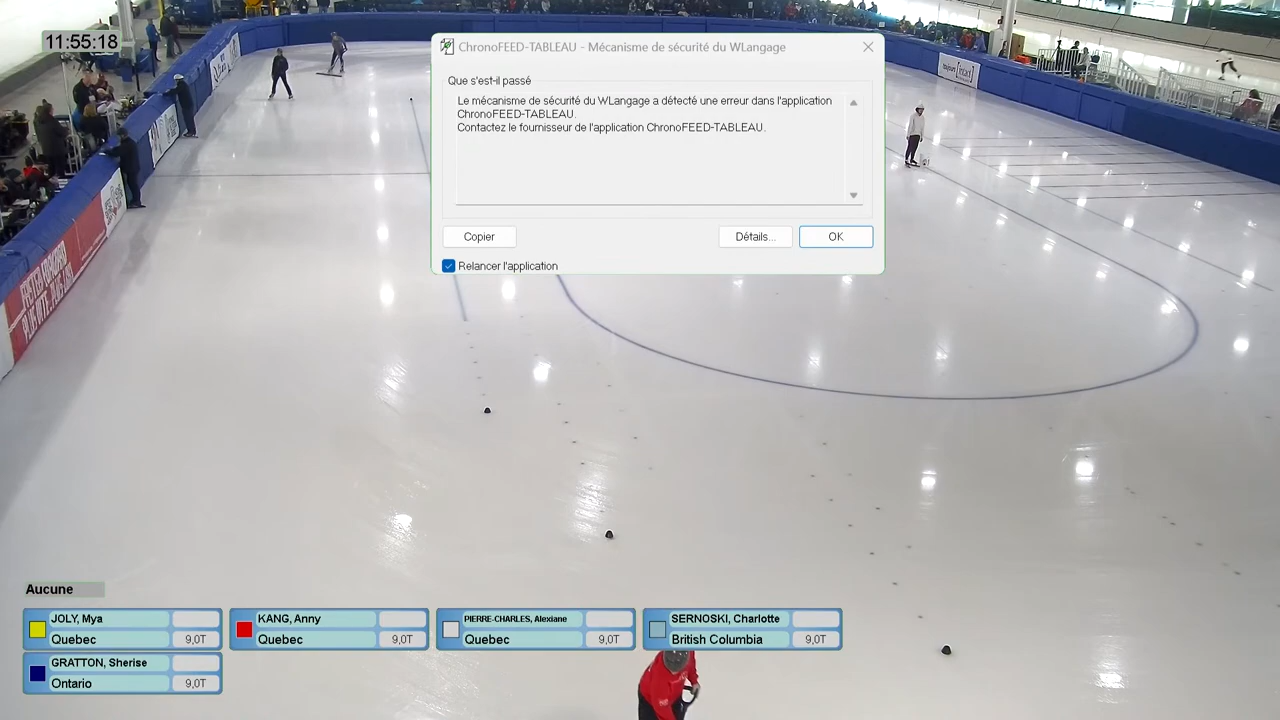 11:55:18
ChronoFEED-TABLEAU - Mécanisme de sécurité du WLangage
Que s'est-il passé
Le mécanisme de sécurité du WLangage a détecté une erreur dans l'application
ChronoFEED-TABLEAU.
Contactez le fournisseur de l'application ChronoFEED-TABLEAU.
Copier
Détails...
OK
Relancer l'application
Aucune
JOLY, Mya
Quebec 9,0T
KANG, Anny
Quebec 9,0T
PIERRE-CHARLES, Alexiane
Quebec 9,0T
SERNOSKI, Charlotte
British Columbia 9,0T
GRATTON, Sherise
Ontario 9,0T